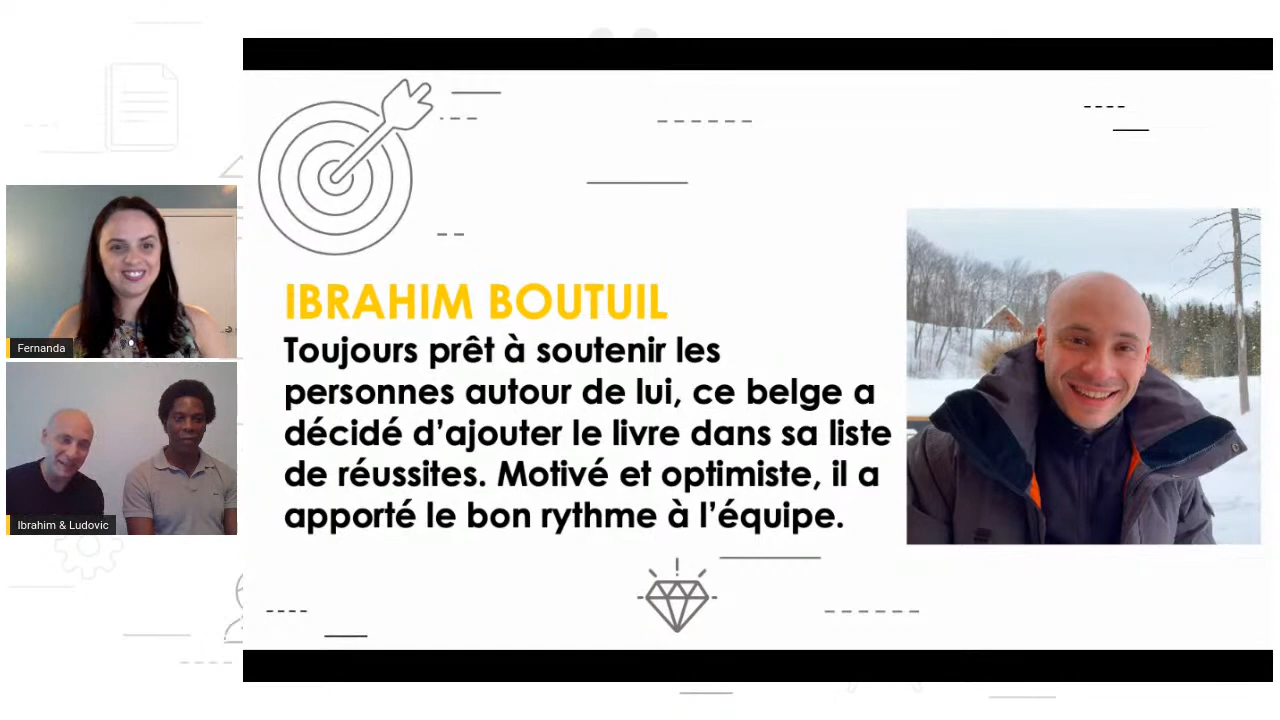 Fernanda
Ibrahim & Ludovic
IBRAHIM BOUTUIL
Toujours prêt à soutenir les
personnes autour de lui, ce belge a
décidé d’ajouter le livre dans sa liste
de réussites. Motivé et optimiste, il a
apporté le bon rythme à l’équipe.